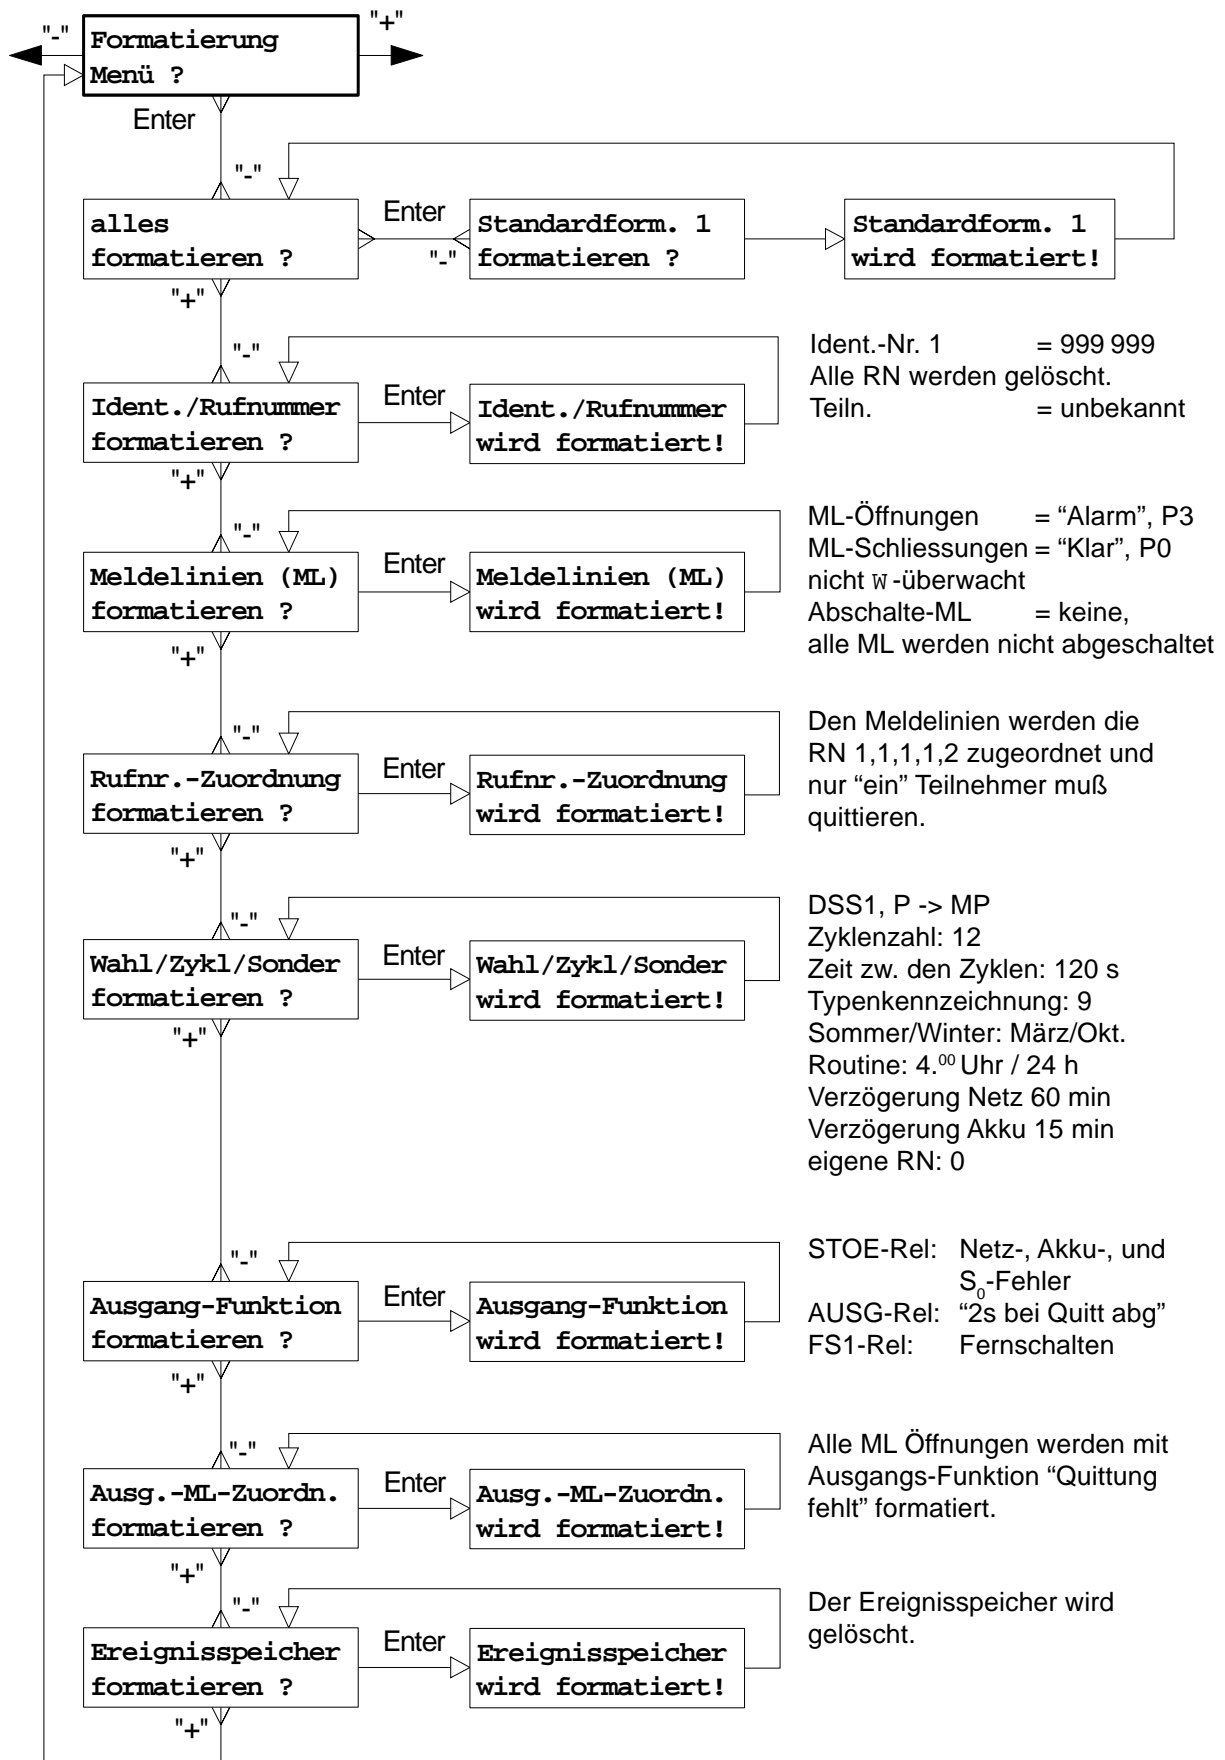 "-"
"+"
Formatierung
Menü ?
Enter
"-"
alles
formatieren ?
Enter
"-"
Standardform. 1
formatieren ?
Standardform. 1
wird formatiert!
"+"
"-"
Ident./Rufnummer
formatieren ?
Enter
Ident./Rufnummer
wird formatiert!
Ident.-Nr. 1 = 999 999
Alle RN werden gelöscht.
Teiln. = unbekannt
"+"
"-"
Meldelinien (ML)
formatieren ?
Enter
Meldelinien (ML)
wird formatiert!
ML-Öffnungen = “Alarm”, P3
ML-Schliessungen = “Klar”, P0
nicht W -überwacht
Abschalte-ML = keine,
alle ML werden nicht abgeschaltet
"+"
"-"
Rufnr.-Zuordnung
formatieren ?
Enter
Rufnr.-Zuordnung
wird formatiert!
Den Meldelinien werden die
RN 1,1,1,1,2 zugeordnet und
nur “ein” Teilnehmer muß
quittieren.
"+"
"-"
Wahl/Zykl/Sonder
formatieren ?
Enter
Wahl/Zykl/Sonder
wird formatiert!
DSS1, P -> MP
Zyklenzahl: 12
Zeit zw. den Zyklen: 120 s
Typenkennzeichnung: 9
Sommer/Winter: März/Okt.
Routine: 4.⁰⁰ Uhr / 24 h
Verzögerung Netz 60 min
Verzögerung Akku 15 min
eigene RN: 0
"+"
"-"
Ausgang-Funktion
formatieren ?
Enter
Ausgang-Funktion
wird formatiert!
STOE-Rel: Netz-, Akku-, und
S₀-Fehler
AUSG-Rel: “2s bei Quitt abg”
FS1-Rel: Fernschalten
"+"
"-"
Ausg.-ML-Zuordn.
formatieren ?
Enter
Ausg.-ML-Zuordn.
wird formatiert!
Alle ML Öffnungen werden mit
Ausgangs-Funktion “Quittung
fehlt” formatiert.
"+"
"-"
Ereignisspeicher
formatieren ?
Enter
Ereignisspeicher
wird formatiert!
Der Ereignisspeicher wird
gelöscht.
"+"